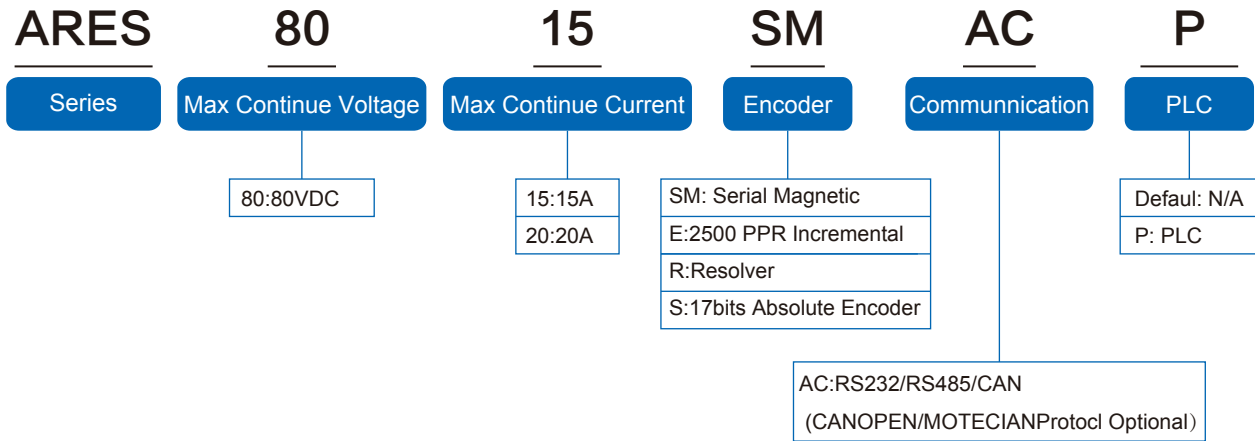 ARES 80 15 SM AC P
Series Max Continue Voltage Max Continue Current Encoder Communnication PLC
80:80VDC 15:15A SM: Serial Magnetic Defaul: N/A
20:20A E:2500 PPR Incremental P: PLC
R:Resolver
S:17bits Absolute Encoder
AC:RS232/RS485/CAN
(CANOPEN/MOTECIANProtocl Optional）